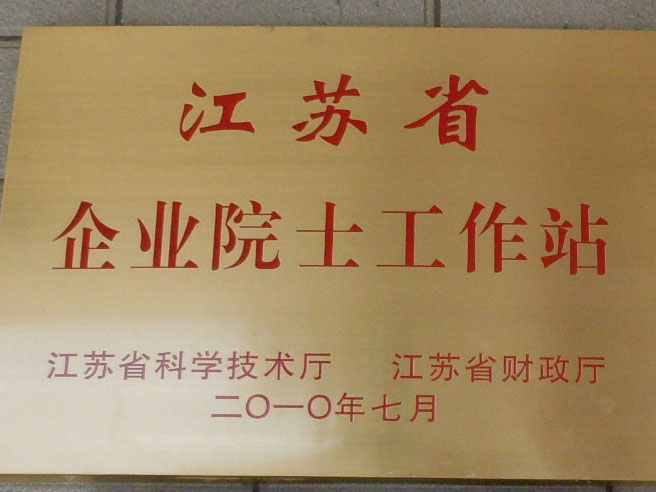 江苏省
企业院士工作站
江苏省科学技术厅 江苏省财政厅
二〇一〇年七月